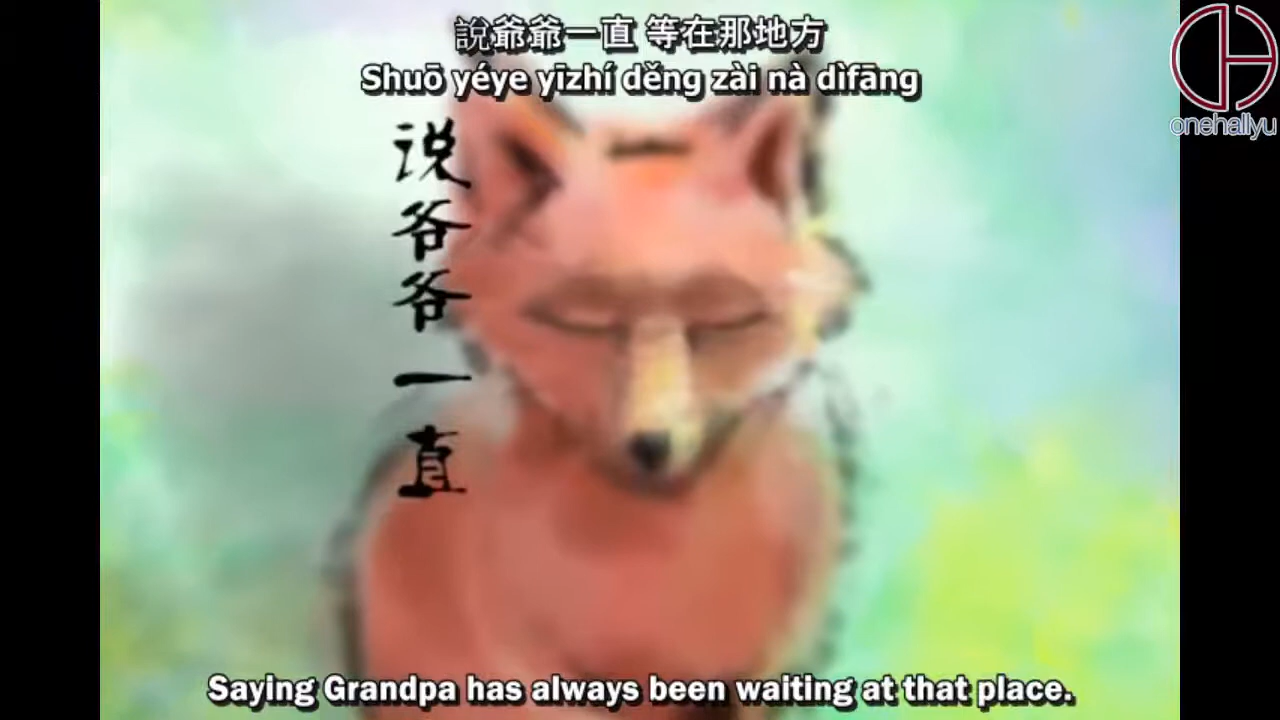 說爺爺一直 等在那地方
Shuō yéye yīzhí děng zài nà dìfāng
onehallyu
说爷爷一直
Saying Grandpa has always been waiting at that place.